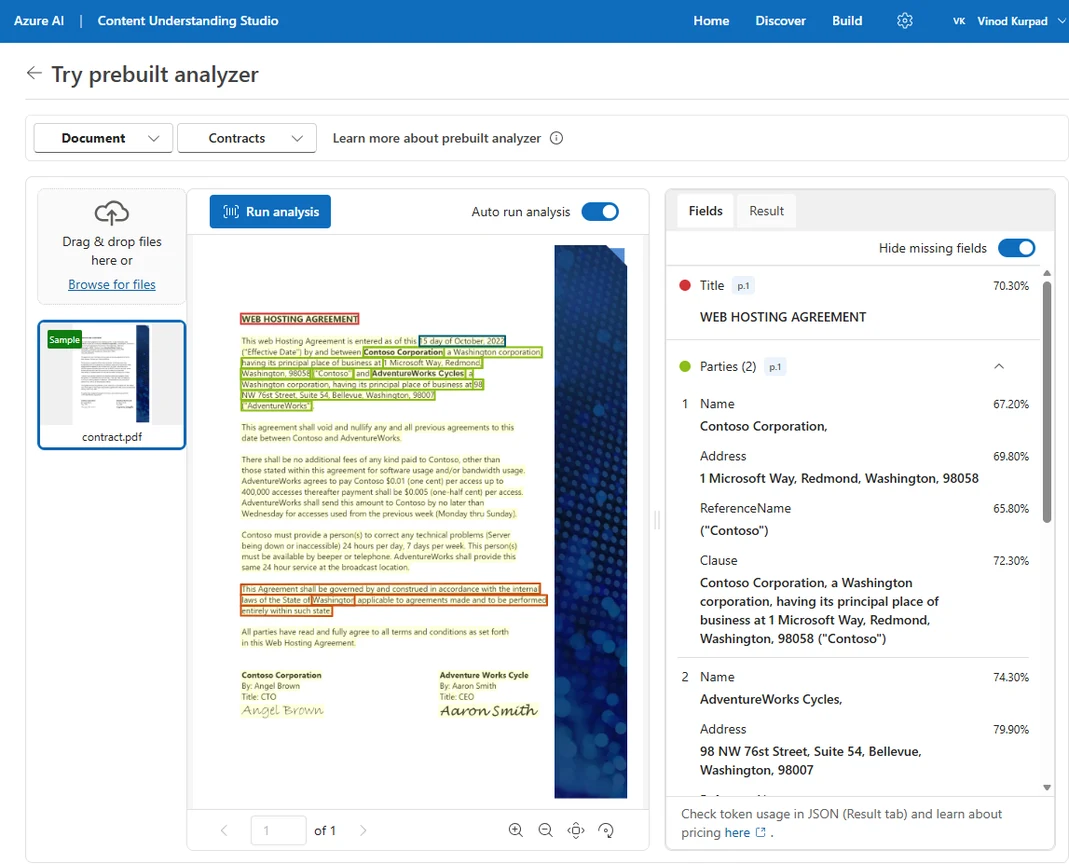 Azure AI | Content Understanding Studio
Home Discover Build VK Vinod Kurpad
Try prebuilt analyzer
Document Contracts Learn more about prebuilt analyzer
Drag & drop files
here or
Browse for files
Sample
contract.pdf
Run analysis
Auto run analysis
WEB HOSTING AGREEMENT
This web Hosting Agreement is entered as of this 15 day of October, 2022
("Effective Date") by and between Contoso Corporation, a Washington corporation,
having its principal place of business at 1 Microsoft Way, Redmond,
Washington, 98058 ("Contoso") and AdventureWorks Cycles, a
Washington corporation, having its principal place of business at 98
NW 76st Street, Suite 54, Bellevue, Washington, 98007
("AdventureWorks").
This agreement shall void and nullify any and all previous agreements to this
date between Contoso and AdventureWorks.
There shall be no additional fees of any kind paid to Contoso, other than
those stated within this agreement for software usage and/or bandwidth usage.
AdventureWorks agrees to pay Contoso $0.01 (one cent) per access up to
400,000 accesses thereafter payment shall be $0.005 (one-half cent) per access.
AdventureWorks shall send this amount to Contoso by no later than
Wednesday for accesses used from the previous week (Monday thru Sunday).
Contoso must provide a person(s) to correct any technical problems (Server
being down or inaccessible) 24 hours per day, 7 days per week. This person(s)
must be available by beeper or telephone. AdventureWorks shall provide this
same 24 hour service at the broadcast location.
This Agreement shall be governed by and construed in accordance with the internal
laws of the State of Washington applicable to agreements made and to be performed
entirely within such state.
All parties have read and fully agree to all terms and conditions as set forth
in this Web Hosting Agreement.
Contoso Corporation
By: Angel Brown
Title: CTO
Angel Brown
Adventure Works Cycle
By: Aaron Smith
Title: CEO
Aaron Smith
1 of 1
Fields Result
Hide missing fields
Title p.1 70.30%
WEB HOSTING AGREEMENT
Parties (2) p.1
1 Name 67.20%
Contoso Corporation,
Address 69.80%
1 Microsoft Way, Redmond, Washington, 98058
ReferenceName 65.80%
("Contoso")
Clause 72.30%
Contoso Corporation, a Washington
corporation, having its principal place of
business at 1 Microsoft Way, Redmond,
Washington, 98058 ("Contoso")
2 Name 74.30%
AdventureWorks Cycles,
Address 79.90%
98 NW 76st Street, Suite 54, Bellevue,
Washington, 98007
Check token usage in JSON (Result tab) and learn about
pricing here .